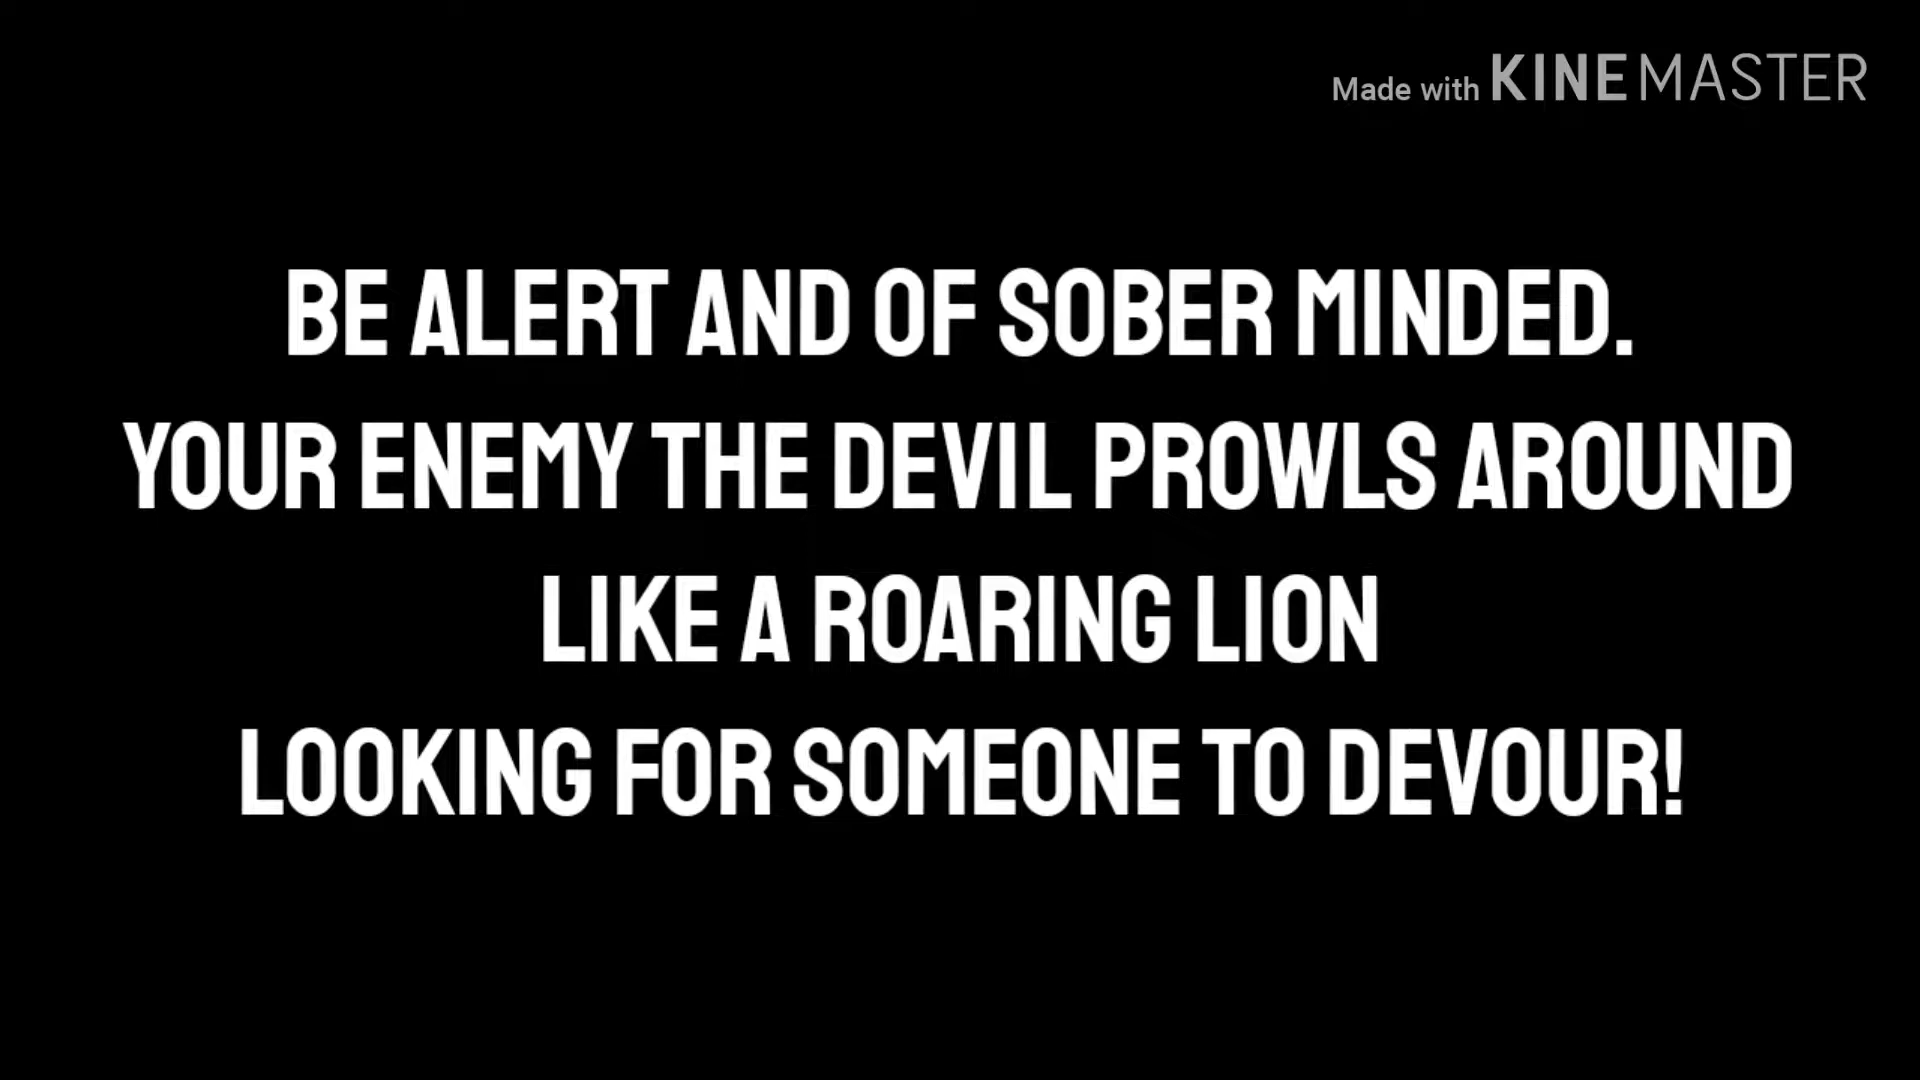 Made with KINEMASTER
BE ALERT AND OF SOBER MINDED.
YOUR ENEMY THE DEVIL PROWLS AROUND
LIKE A ROARING LION
LOOKING FOR SOMEONE TO DEVOUR!